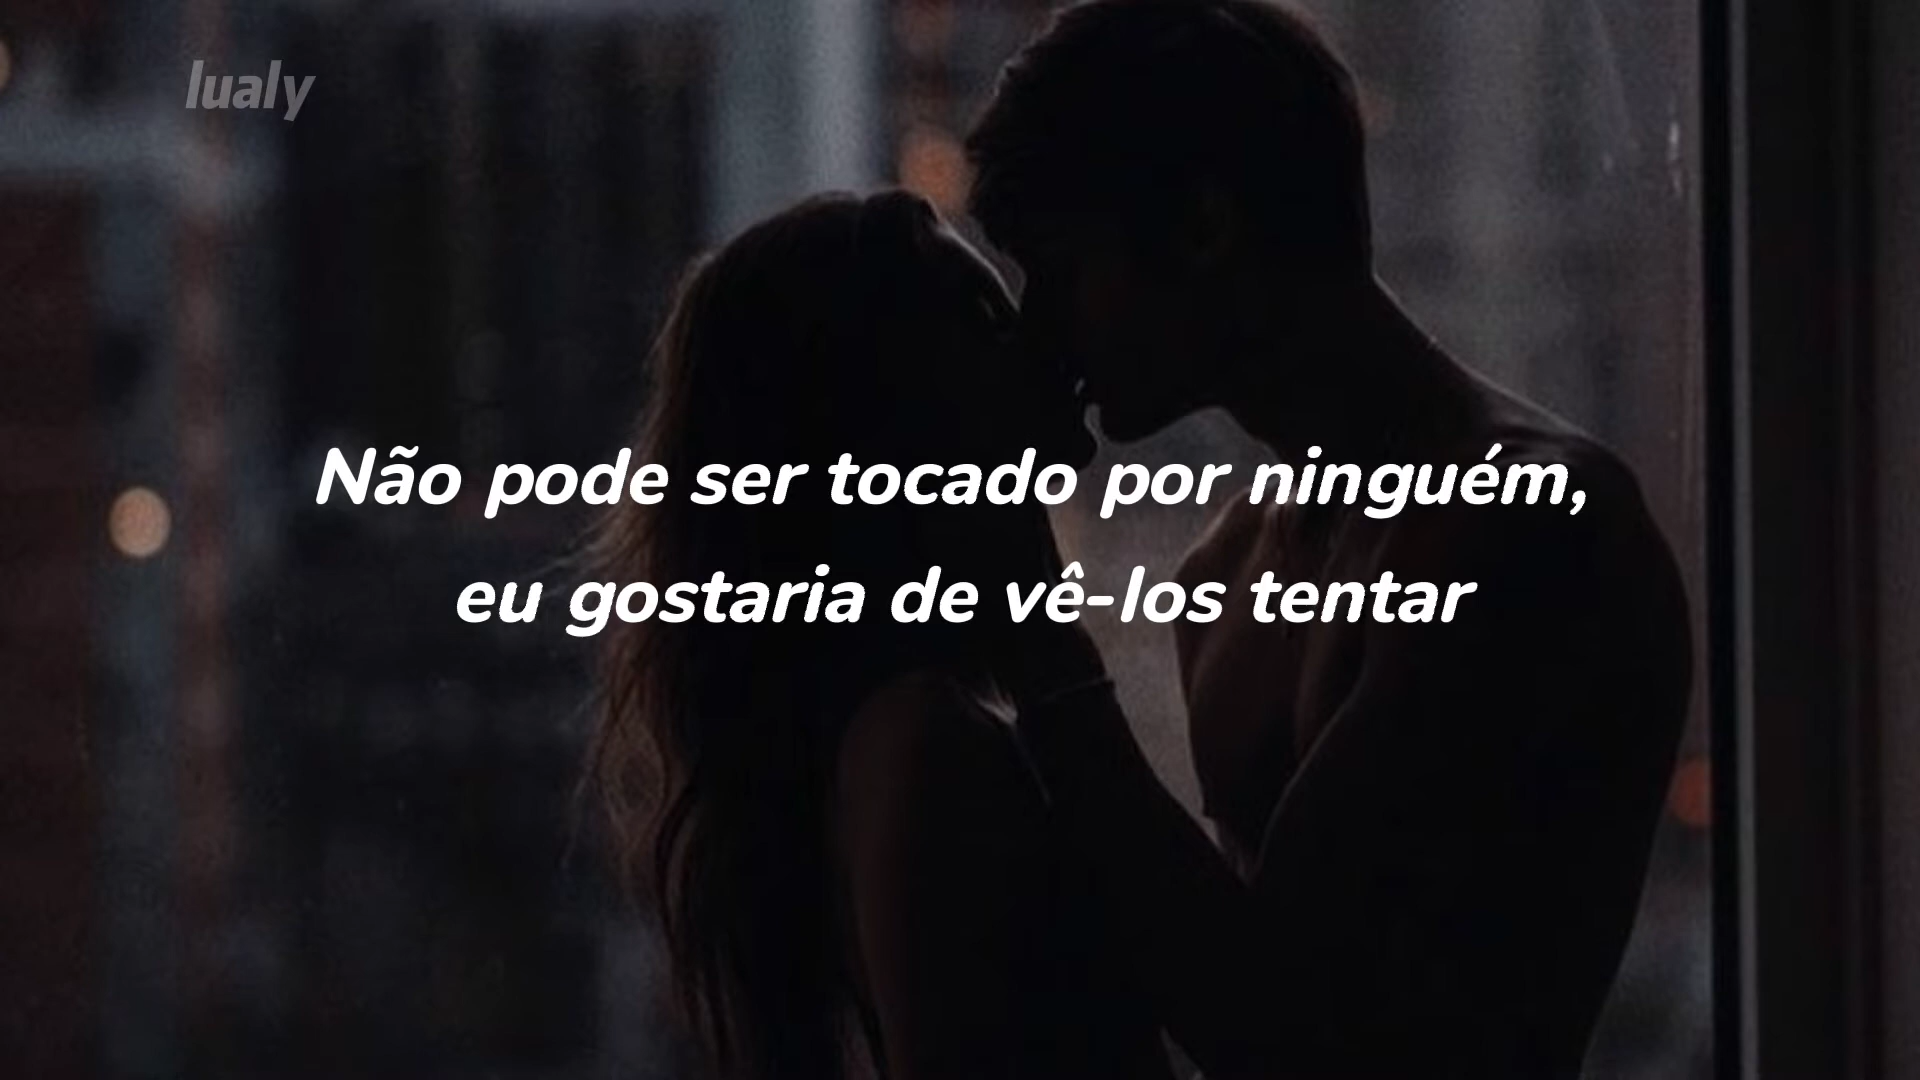 lualy
Não pode ser tocado por ninguém,
eu gostaria de vê-los tentar